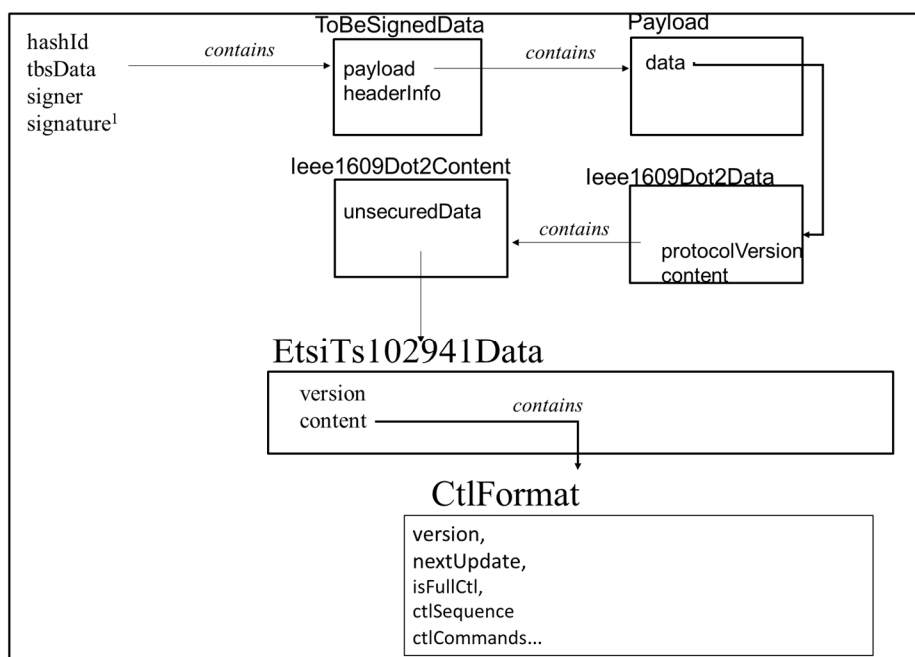 hashId
tbsData
signer
signature¹
contains
ToBeSignedData
payload
headerInfo
contains
Payload
data
Ieee1609Dot2Content
unsecuredData
contains
Ieee1609Dot2Data
protocolVersion
content
EtsiTs102941Data
version
content
contains
CtlFormat
version,
nextUpdate,
isFullCtl,
ctlSequence
ctlCommands...